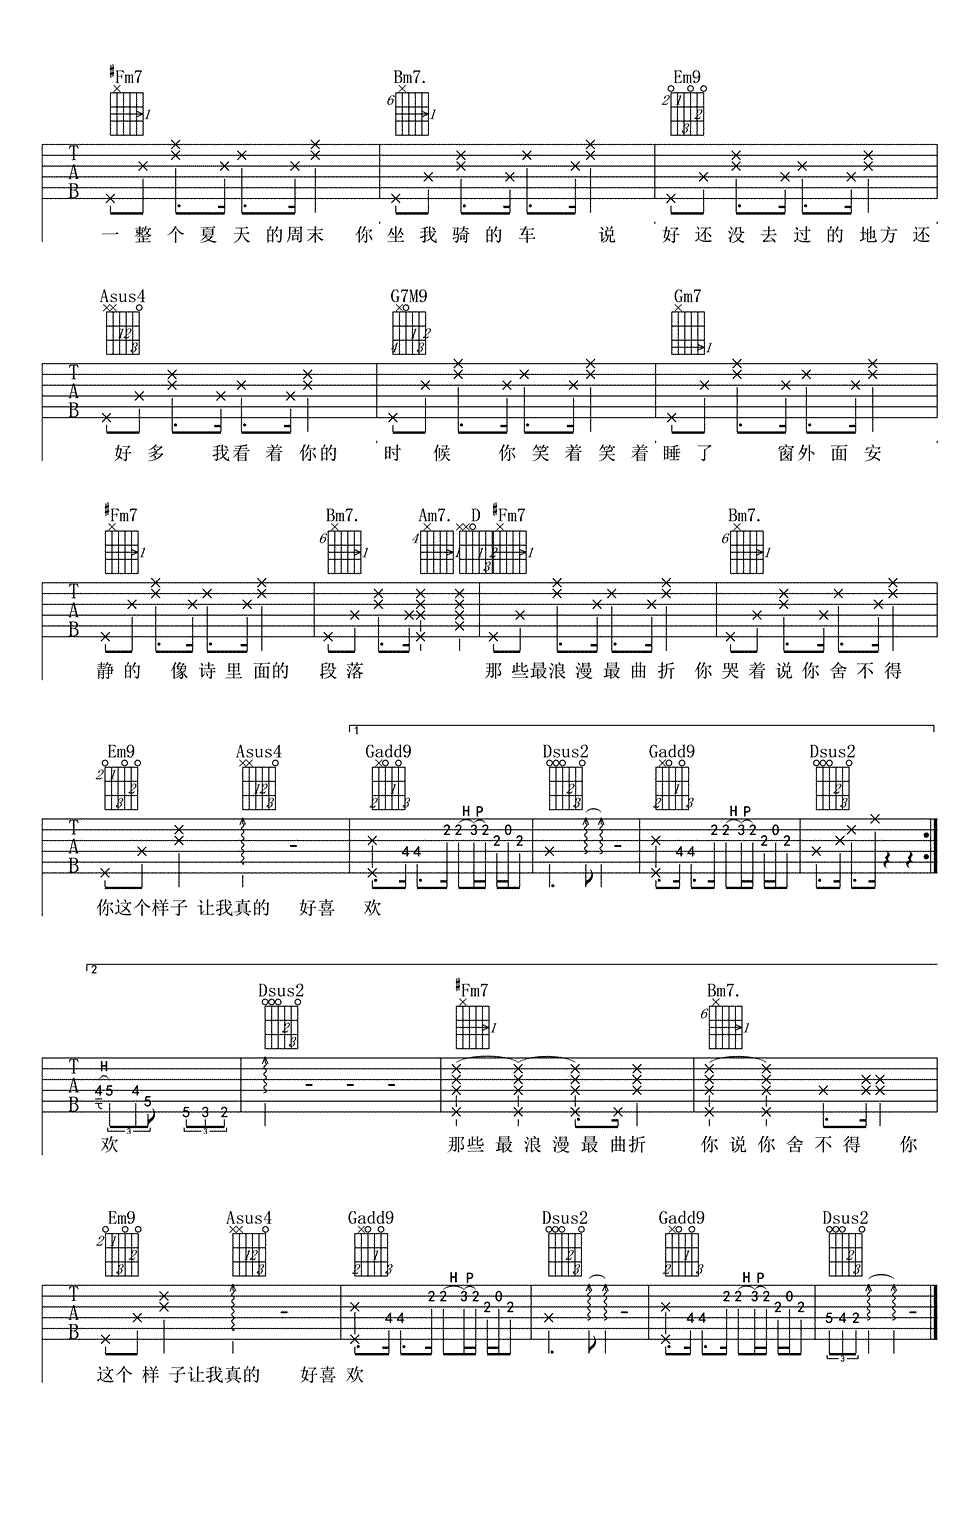 #Fm7 Bm7. Em9
一整个夏天的周末 你坐我骑的车 说 好还没去过的地方还
Asus4 G7M9 Gm7
好多 我看着你的 时候 你笑着笑着睡了 窗外面安
#Fm7 Bm7. Am7. D #Fm7 Bm7.
静的 像诗里面的 段落 那些最浪漫最曲折 你哭着说你舍不得
1
Em9 Asus4 Gadd9 Dsus2 Gadd9 Dsus2
H P H P
T A B 4 4 2 2 3 2 2 0 2 4 4 2 2 3 2 2 0 2
你这个样子 让我真的 好喜 欢
2
Dsus2 #Fm7 Bm7.
H
T A B 4 5 4 5 5 3 2
3 3
欢 那些 最浪漫最曲折 你说你舍不得 你
Em9 Asus4 Gadd9 Dsus2 Gadd9 Dsus2
H P H P
T A B 4 4 2 2 3 2 2 0 2 4 4 2 2 3 2 2 0 2 5 4 2
3
这个样 子让我真的 好喜欢